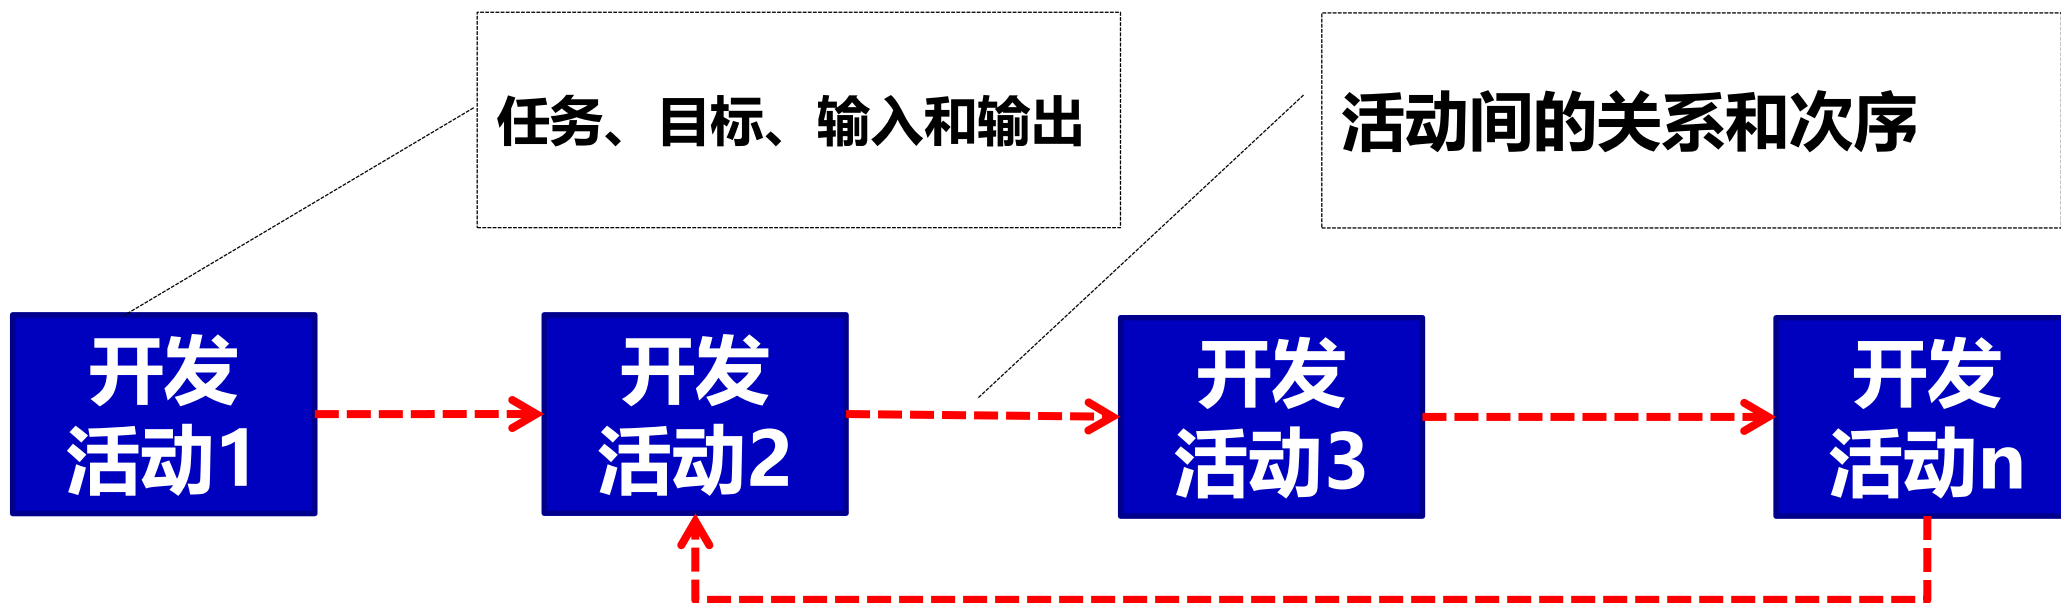 任务、目标、输入和输出
活动间的关系和次序
开发
活动1
开发
活动2
开发
活动3
开发
活动n